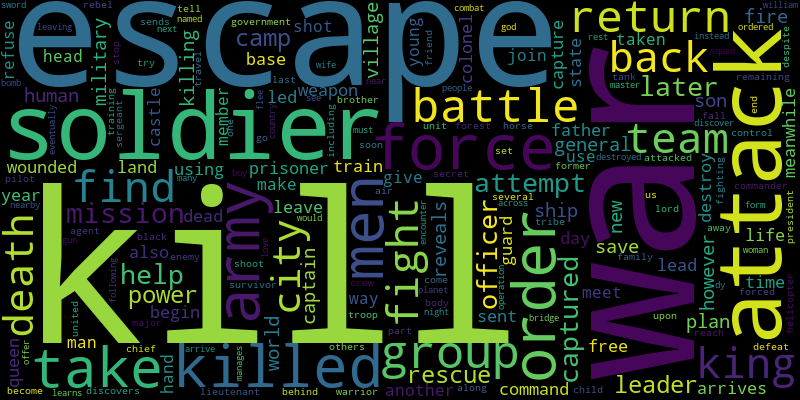 sword
rebel
leaving
refuse
military
tell
named
sends
next
stop
try
killing
government
travel
escape
shot
camp
base
weapon
village
young
friend
combat
colonel
god
ordered
join
capture
state
william
return
rest
instead
despite
fire
taken
squad
back
tank
remaining
master
later
bomb
eventually
head
human
training
sergeant
castle
member
one
flee
wife
see
last
brother
led
go
country
including
must
soon
near
people
battle
unit
forest
horse
former
father
general
use
set
secret
son
fall
discover
control
destroyed
attacked
team
destroy
end
attack
meanwhile
soldier
force
war
wounded
land
using
prisoner
train
give
attempt
year
pilot
nearby
many
find
make
leave
would
boy
gun
love
men
air
us
lord
new
commander
fighting
form
president
away
woman
mission
dead
army
city
captain
fight
several
across
tribe
ship
officer
guard
day
save
life
death
agent
black
also
enemy
shoot
survivor
help
power
following
begin
major
united
kill
world
way
crew
troop
encounter
reveals
come
planet
body
night
part
operation
sent
order
bridge
captured
meet
family
lead
however
dy
time
forced
helicopter
upon
reach
plan
defeat
free
queen
offer
man
chief
arrive
take
hand
killed
manages
others
group
rescue
another
along
command
child
leader
king
arrives
become
learns
discovers
lieutenant
behind
warrior